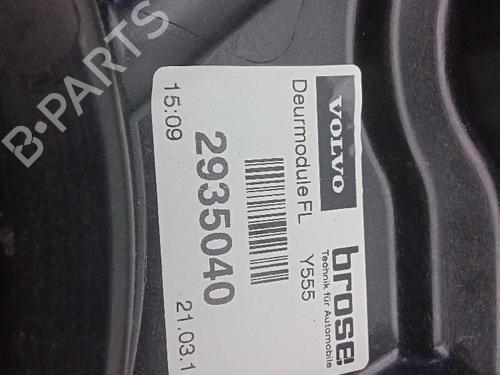 VOLVO
brose
Technik für Automobile
Deurmodule FL
Y555
2935040
15:09
21.03.1
B-PARTS